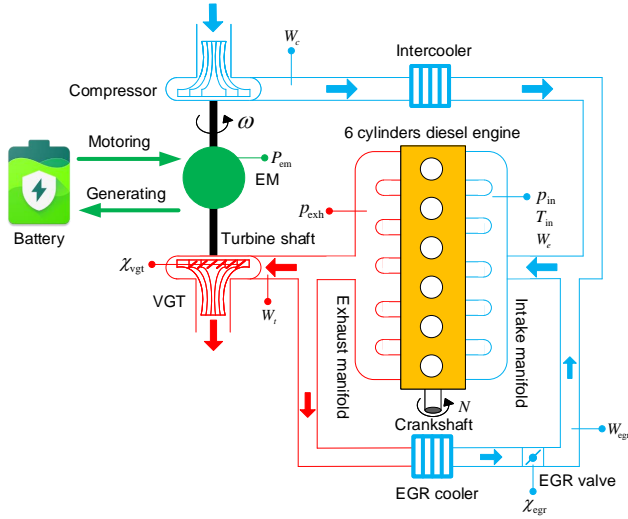 W_c
Intercooler
Compressor
ω
6 cylinders diesel engine
Motoring
P_em
EM
Generating
p_in
T_in
W_e
p_exh
Battery
Turbine shaft
χ_vgt
VGT
W_t
Exhaust manifold
Intake manifold
N
Crankshaft
W_egr
EGR cooler
EGR valve
χ_egr